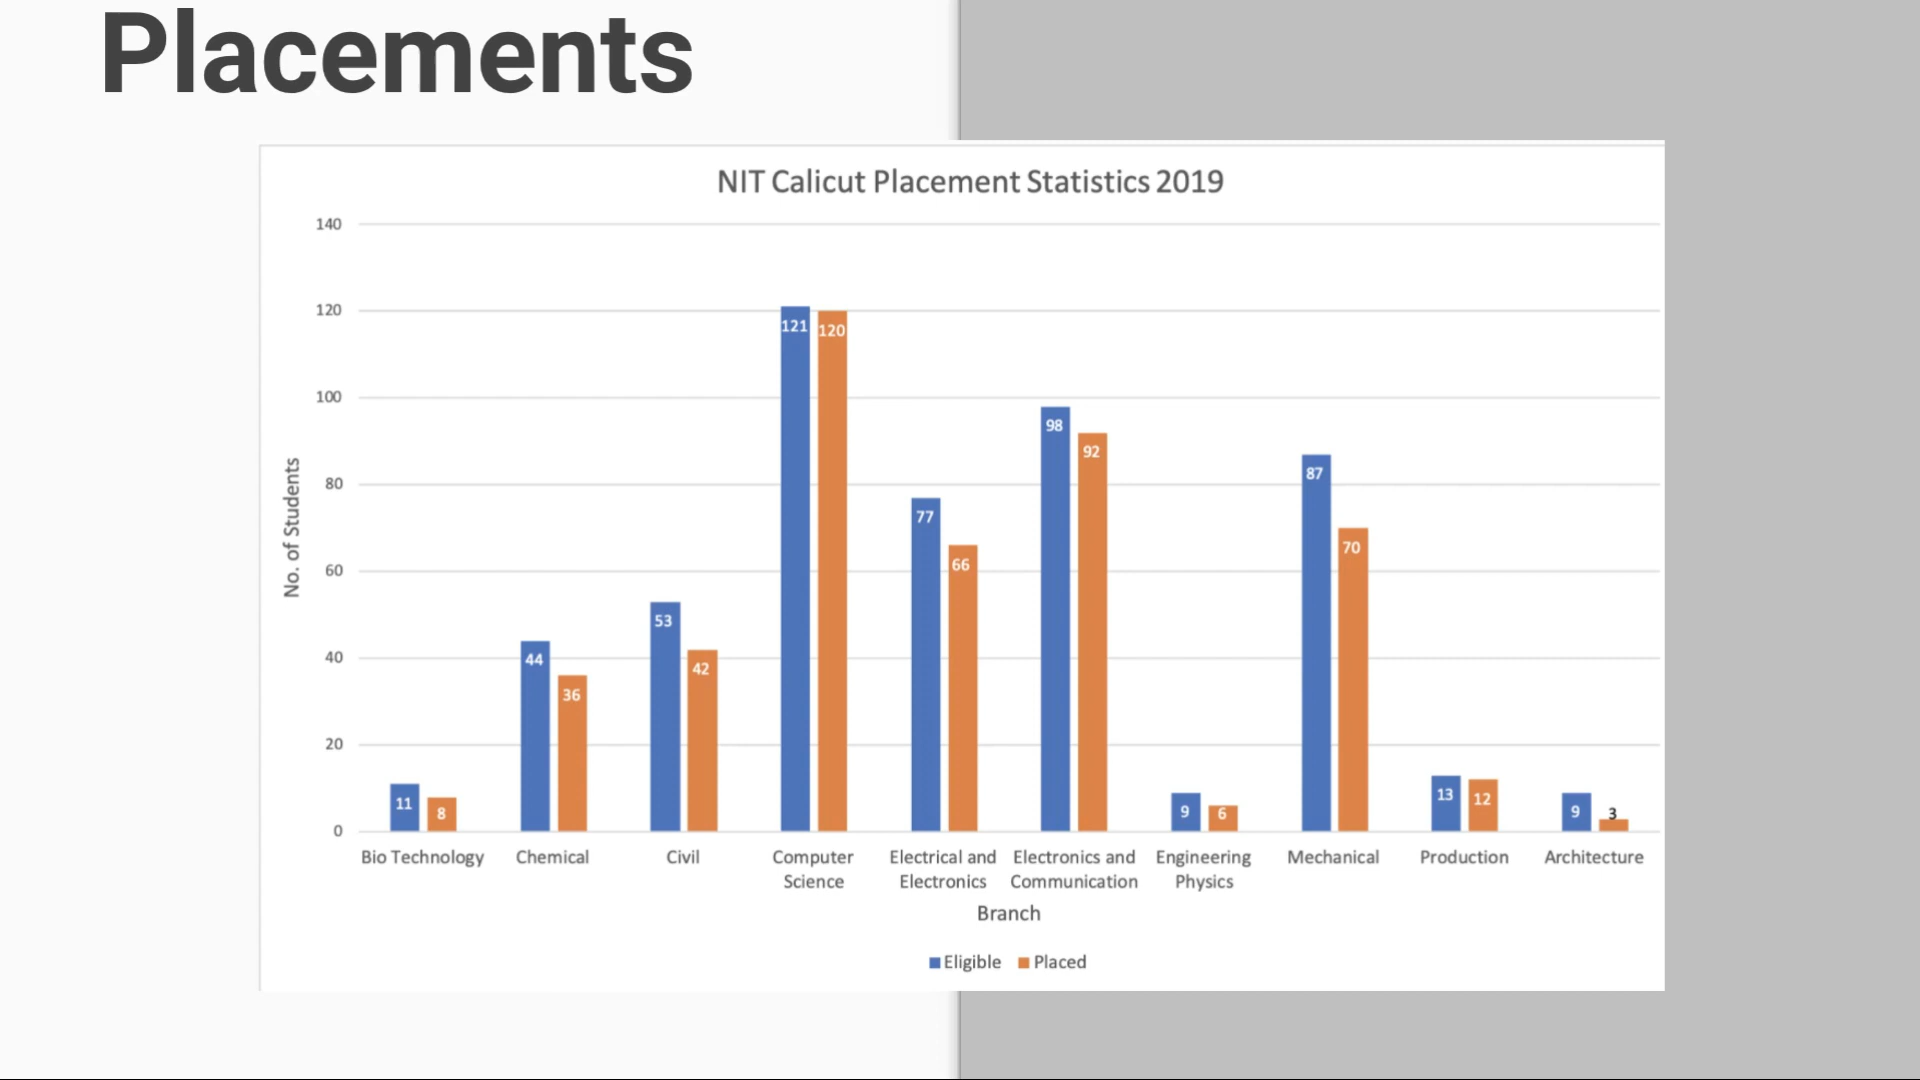 Placements
NIT Calicut Placement Statistics 2019
140
120
100
80
60
40
20
0
No. of Students
11
8
44
36
53
42
121
120
77
66
98
92
9
6
87
70
13
12
9
3
Bio Technology
Chemical
Civil
Computer
Science
Electrical and
Electronics
Electronics and
Communication
Engineering
Physics
Mechanical
Production
Architecture
Branch
Eligible
Placed